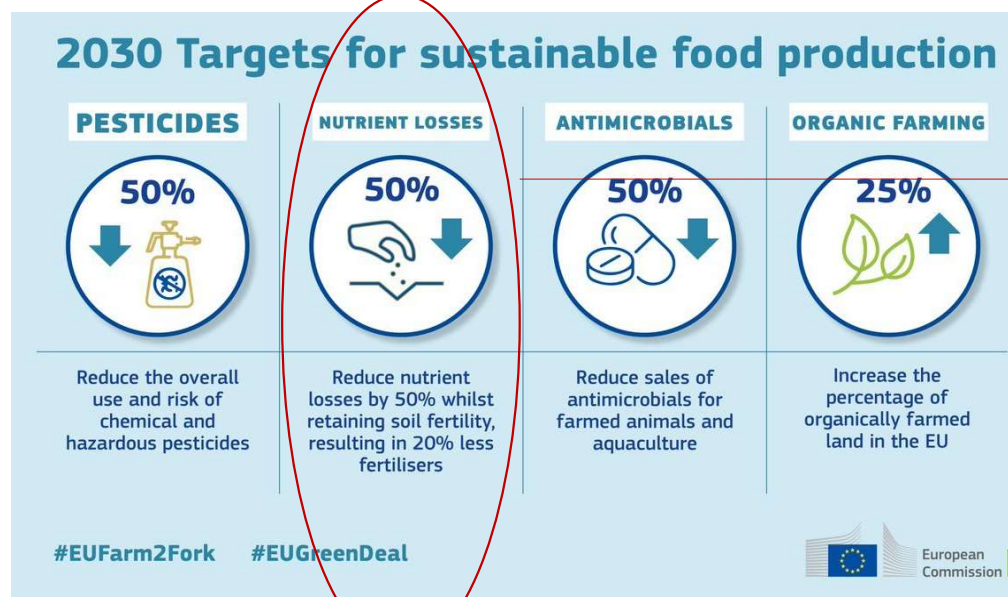 2030 Targets for sustainable food production
PESTICIDES
50%
Reduce the overall
use and risk of
chemical and
hazardous pesticides
NUTRIENT LOSSES
50%
Reduce nutrient
losses by 50% whilst
retaining soil fertility,
resulting in 20% less
fertilisers
ANTIMICROBIALS
50%
Reduce sales of
antimicrobials for
farmed animals and
aquaculture
ORGANIC FARMING
25%
Increase the
percentage of
organically farmed
land in the EU
#EUFarm2Fork #EUGreenDeal
European
Commission